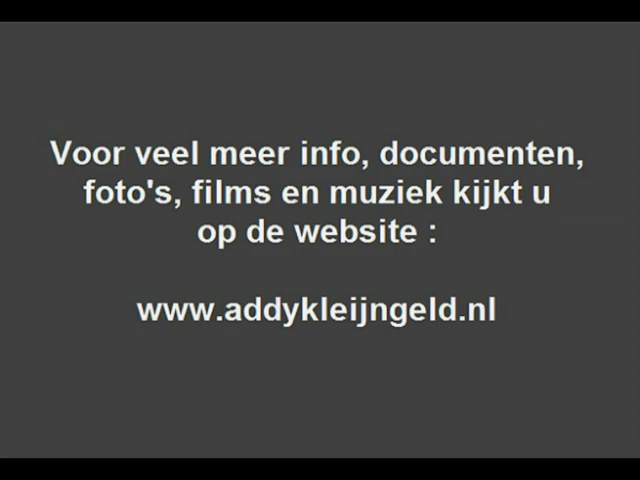 Voor veel meer info, documenten,
foto's, films en muziek kijkt u
op de website :
www.addykleijngeld.nl